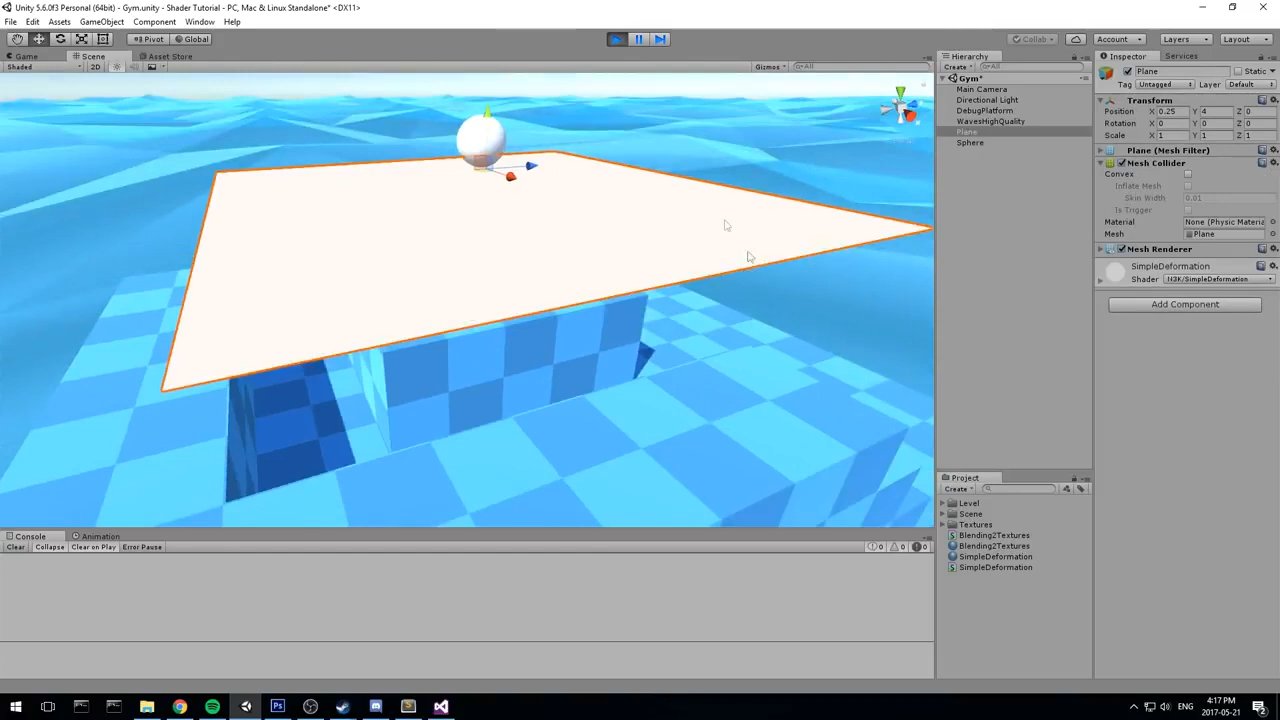 Unity 5.6.0f3 Personal (64bit) - Gym.unity - Shader Tutorial - PC, Mac & Linux Standalone* <DX11>
File Edit Assets GameObject Component Window Help
Pivot Global Collab Account Layers Layout
Game Scene Asset Store
Shaded 2D Gizmos All
Hierarchy
Create All
Gym*
Main Camera
Directional Light
DebugPlatform
WavesHighQuality
Plane
Sphere
Inspector Services
Plane Static
Tag Untagged Layer Default
Transform
Position X 0.25 Y 4 Z 0
Rotation X 0 Y 0 Z 0
Scale X 1 Y 1 Z 1
Plane (Mesh Filter)
Mesh Collider
Convex
Inflate Mesh
Skin Width 0.01
Is Trigger
Material None (Physic Materia
Mesh Plane
Mesh Renderer
SimpleDeformation
Shader N3K/SimpleDeformation
Add Component
Project
Create
Level
Scene
Textures
Blending2Textures
Blending2Textures
SimpleDeformation
SimpleDeformation
Console Animation
Clear Collapse Clear on Play Error Pause 0 0 0
ENG 4:17 PM
2017-05-21 2